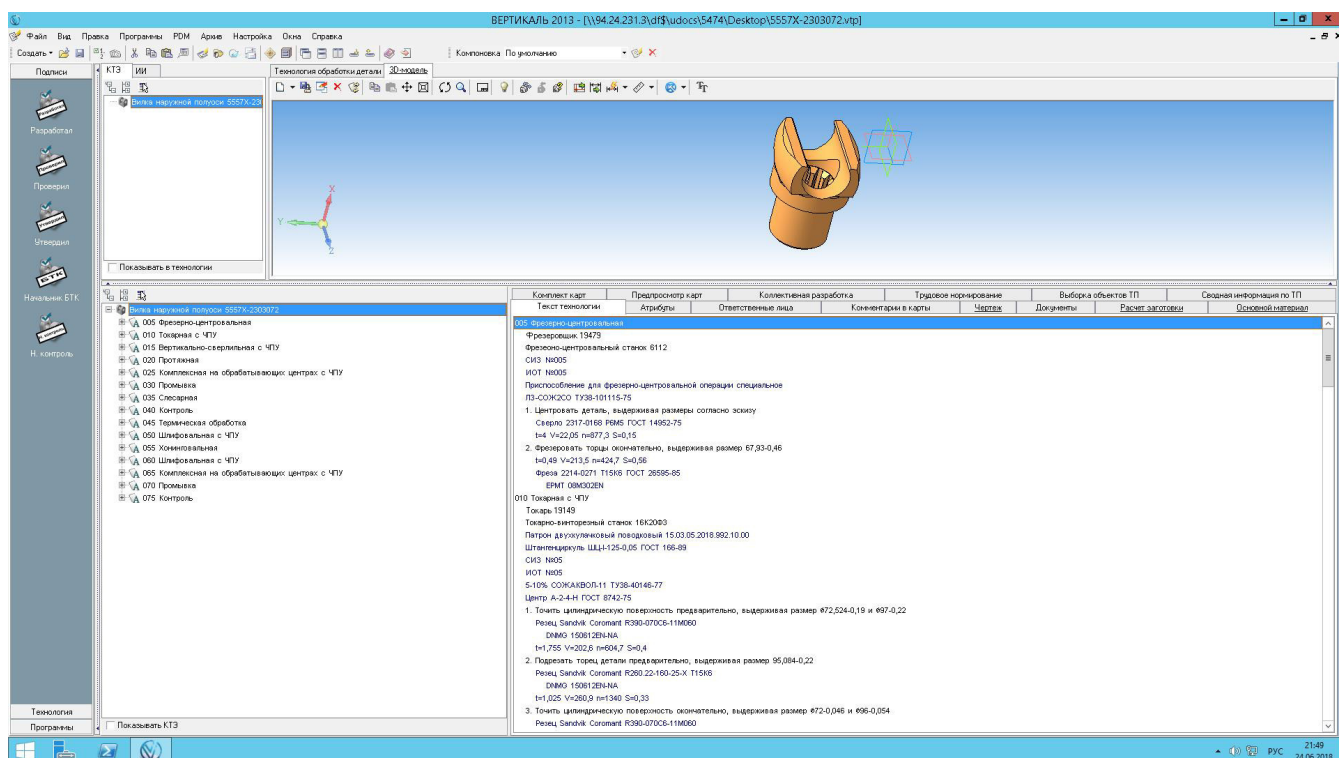 ВЕРТИКАЛЬ 2013 - [\\94.24.231.3\df$\udocs\5474\Desktop\5557X-2303072.vtp]
Файл Вид Правка Программы PDM Архив Настройка Окна Справка
Создать Компоновка По умолчанию
Подписи КТЭ ИИ Технология обработки детали 3D-модель
Вилка наружной полуоси 5557Х-230
Разработал
Проверил
Утвердил
Начальник БТК
Н. контроль
Показывать в технологии
X
Y
Z
Комплект карт Предпросмотр карт Коллективная разработка Трудовое нормирование Выборка объектов ТП Сводная информация по ТП
Текст технологии Атрибуты Ответственные лица Комментарии в карты Чертеж Документы Расчет заготовки Основной материал
Вилка наружной полуоси 5557Х-2303072
005 Фрезерно-центровальная
010 Токарная с ЧПУ
015 Вертикально-сверлильная с ЧПУ
020 Протяжная
025 Комплексная на обрабатывающих центрах с ЧПУ
030 Промывка
035 Слесарная
040 Контроль
045 Термическая обработка
050 Шлифовальная с ЧПУ
055 Хонинговальная
060 Шлифовальная с ЧПУ
065 Комплексная на обрабатывающих центрах с ЧПУ
070 Промывка
075 Контроль
005 Фрезерно-центровальная
Фрезеровщик 19479
Фрезеоно-центровальный станок 6112
СИЗ №005
ИОТ №005
Приспособление для фрезерно-центровальной операции специальное
ЛЗ-СОЖ2СО ТУ38-101115-75
1. Центровать деталь, выдерживая размеры согласно эскизу
Сверло 2317-0168 Р6М5 ГОСТ 14952-75
t=4 V=22,05 n=877,3 S=0,15
2. Фрезеровать торцы окончательно, выдерживая размер 67,93-0,46
t=0,49 V=213,5 n=424,7 S=0,56
Фреза 2214-0271 Т15К6 ГОСТ 26595-85
EPMT 08M302EN
010 Токарная с ЧПУ
Токарь 19149
Токарно-винторезный станок 16К20Ф3
Патрон двухкулачковый поводковый 15.03.05.2018.992.10.00
Штангенциркуль ШЦ-I-125-0,05 ГОСТ 166-89
СИЗ №05
ИОТ №05
5-10% СОЖАКВОЛ-11 ТУ38-40146-77
Центр А-2-4-Н ГОСТ 8742-75
1. Точить цилиндрическую поверхность предварительно, выдерживая размер ø72,524-0,19 и ø97-0,22
Резец Sandvik Coromant R390-070C6-11M060
DNMG 150612EN-NA
t=1,755 V=202,6 n=604,7 S=0,4
2. Подрезать торец детали предварительно, выдерживая размер 95,084-0,22
Резец Sandvik Coromant R260.22-160-25-X T15K6
DNMG 150612EN-NA
t=1,025 V=260,9 n=1340 S=0,33
3. Точить цилиндрическую поверхность окончательно, выдерживая размер ø72-0,046 и ø96-0,054
Резец Sandvik Coromant R390-070C6-11M060
Технология
Программы
Показывать КТЭ
РУС
21:49
24.06.2018